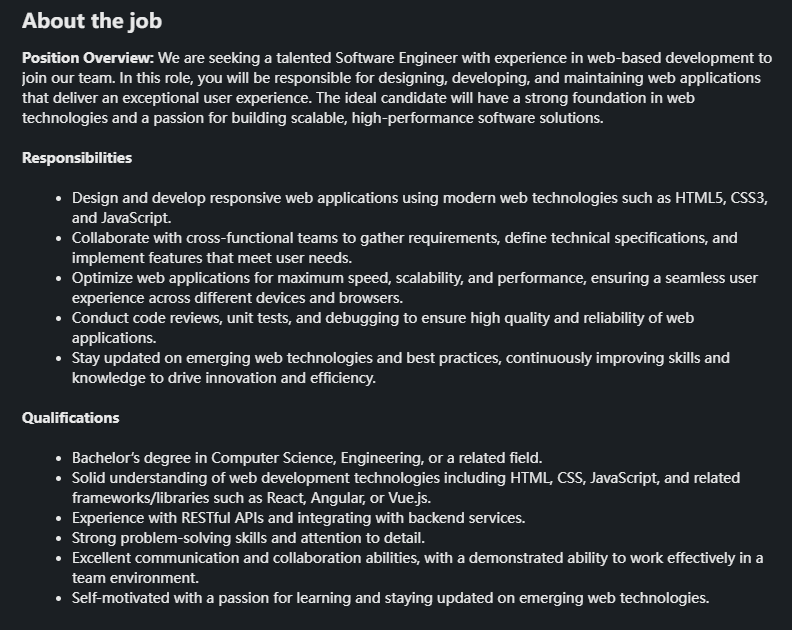 About the job
Position Overview: We are seeking a talented Software Engineer with experience in web-based development to
join our team. In this role, you will be responsible for designing, developing, and maintaining web applications
that deliver an exceptional user experience. The ideal candidate will have a strong foundation in web
technologies and a passion for building scalable, high-performance software solutions.
Responsibilities
• Design and develop responsive web applications using modern web technologies such as HTML5, CSS3,
and JavaScript.
• Collaborate with cross-functional teams to gather requirements, define technical specifications, and
implement features that meet user needs.
• Optimize web applications for maximum speed, scalability, and performance, ensuring a seamless user
experience across different devices and browsers.
• Conduct code reviews, unit tests, and debugging to ensure high quality and reliability of web
applications.
• Stay updated on emerging web technologies and best practices, continuously improving skills and
knowledge to drive innovation and efficiency.
Qualifications
• Bachelor’s degree in Computer Science, Engineering, or a related field.
• Solid understanding of web development technologies including HTML, CSS, JavaScript, and related
frameworks/libraries such as React, Angular, or Vue.js.
• Experience with RESTful APIs and integrating with backend services.
• Strong problem-solving skills and attention to detail.
• Excellent communication and collaboration abilities, with a demonstrated ability to work effectively in a
team environment.
• Self-motivated with a passion for learning and staying updated on emerging web technologies.